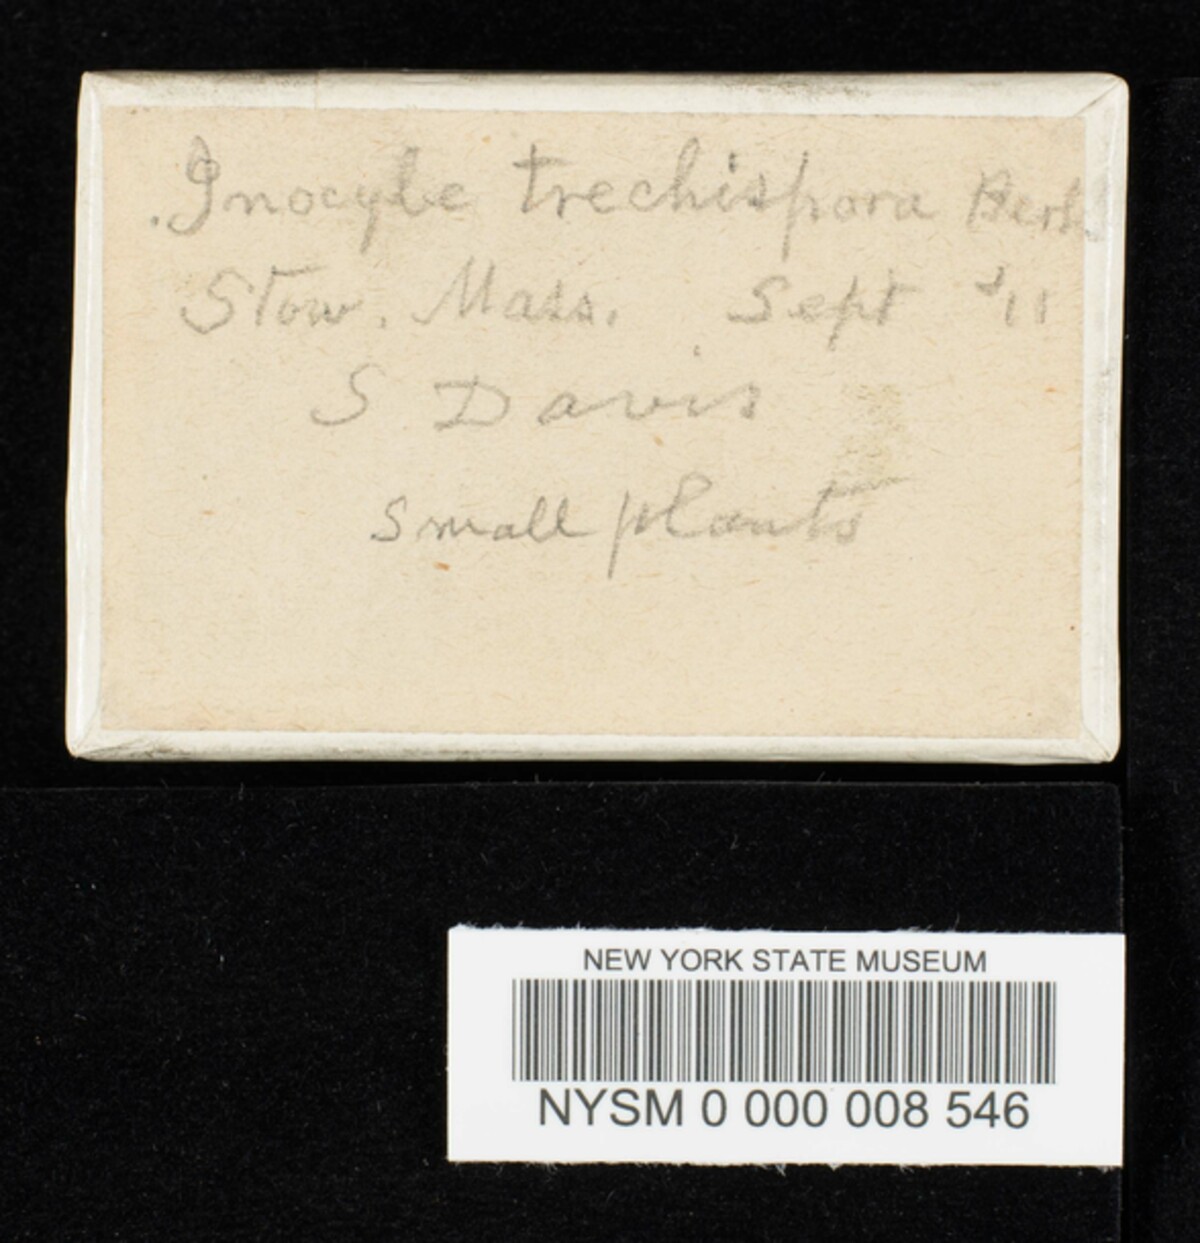 Inocybe trechispora Berk
Stow. Mass. Sept '11
S Davis
Small plants
NEW YORK STATE MUSEUM
NYSM 0 000 008 546